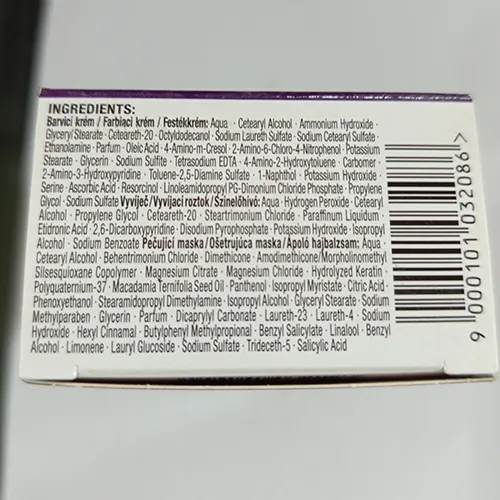 INGREDIENTS:
Barvicí krém / Farbiaci krém / Festékkrém: Aqua · Cetearyl Alcohol · Ammonium Hydroxide ·
Glyceryl Stearate · Ceteareth-20 · Octyldodecanol · Sodium Laureth Sulfate · Sodium Cetearyl Sulfate ·
Ethanolamine · Parfum · Oleic Acid · 4-Amino-m-Cresol · 2-Amino-6-Chloro-4-Nitrophenol · Potassium
Stearate · Glycerin · Sodium Sulfite · Tetrasodium EDTA · 4-Amino-2-Hydroxytoluene · Carbomer ·
2-Amino-3-Hydroxypyridine · Toluene-2,5-Diamine Sulfate · 1-Naphthol · Potassium Hydroxide ·
Serine · Ascorbic Acid · Resorcinol · Linoleamidopropyl PG-Dimonium Chloride Phosphate · Propylene
Glycol · Sodium Sulfate Vyvíječ / Vyvíjací roztok / Színelőhívó: Aqua · Hydrogen Peroxide · Cetearyl
Alcohol · Propylene Glycol · Ceteareth-20 · Steartrimonium Chloride · Paraffinum Liquidum ·
Etidronic Acid · 2,6-Dicarboxypyridine · Disodium Pyrophosphate · Potassium Hydroxide · Isopropyl
Alcohol · Sodium Benzoate Pečující maska / Ošetrujúca maska / Ápoló hajbalzsam: Aqua ·
Cetearyl Alcohol · Behentrimonium Chloride · Dimethicone · Amodimethicone/Morpholinomethyl
Silsesquioxane Copolymer · Magnesium Citrate · Magnesium Chloride · Hydrolyzed Keratin ·
Polyquaternium-37 · Macadamia Ternifolia Seed Oil · Panthenol · Isopropyl Myristate · Citric Acid ·
Phenoxyethanol · Stearamidopropyl Dimethylamine · Isopropyl Alcohol · Glyceryl Stearate · Sodium
Methylparaben · Glycerin · Parfum · Dicaprylyl Carbonate · Laureth-23 · Laureth-4 · Sodium
Hydroxide · Hexyl Cinnamal · Butylphenyl Methylpropional · Benzyl Salicylate · Linalool · Benzyl
Alcohol · Limonene · Lauryl Glucoside · Sodium Sulfate · Trideceth-5 · Salicylic Acid
9 000101 032086 >